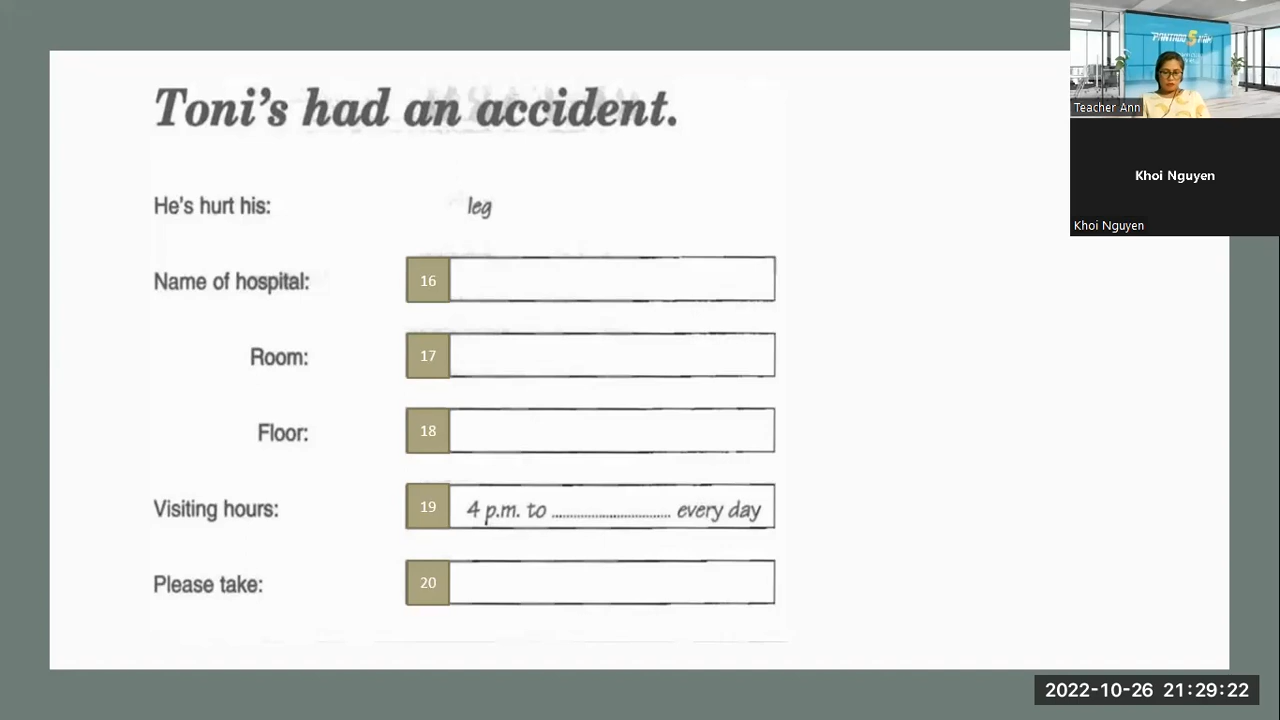 Toni's had an accident.
He's hurt his: leg
Name of hospital: 16
Room: 17
Floor: 18
Visiting hours: 19 4 p.m. to ........................... every day
Please take: 20
Teacher Ann
Khoi Nguyen
Khoi Nguyen
2022-10-26 21:29:22